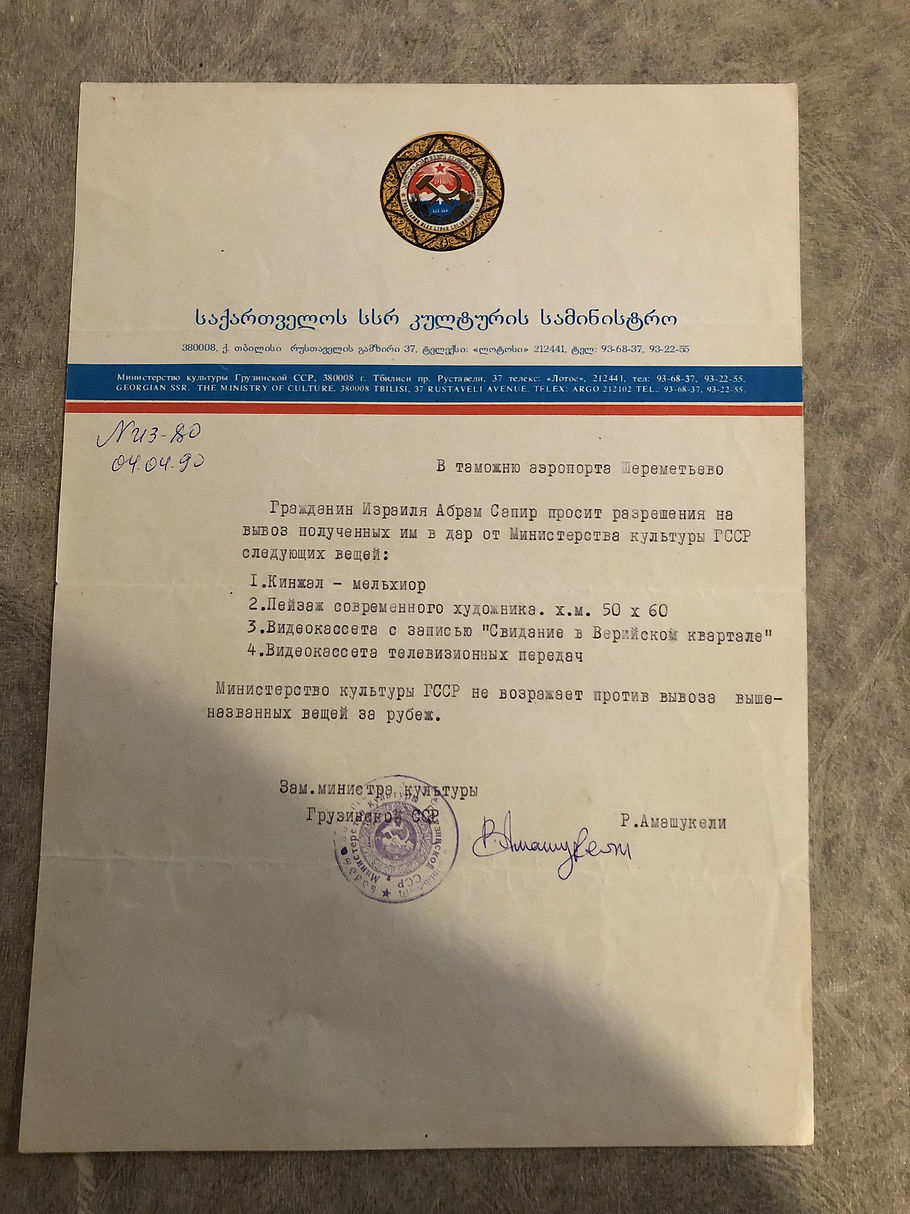 საქართველოს სსრ კულტურის სამინისტრო
380008, ქ. თბილისი რუსთაველის გამზირი 37, ტელექსი: «ლოტოსი» 212441, ტელ: 93-68-37, 93-22-55
Министерство культуры Грузинской ССР, 380008 г. Тбилиси пр. Руставели, 37 телекс: «Лотос», 212441, тел: 93-68-37, 93-22-55.
GEORGIAN SSR. THE MINISTRY OF CULTURE. 380008 TBILISI, 37 RUSTAVELI AVENUE. TELEX: ARGO 212102 TEL.: 93-68-37, 93-22-55.
№ 13-80
04.04.90
В таможню аэропорта Шереметьево
Гражданин Израиля Абрам Сапир просит разрешения на
вывоз полученных им в дар от Министерства культуры ГССР
следующих вещей:
1.Кинжал - мельхиор
2.Пейзаж современного художника. х.м. 50 х 60
3.Видеокассета с записью "Свидание в Верийском квартале"
4.Видеокассета телевизионных передач
Министерство культуры ГССР не возражает против вывоза выше-
названных вещей за рубеж.
Зам.министра культуры
Грузинской ССР
Р.Амашукели
Р.Амашукели